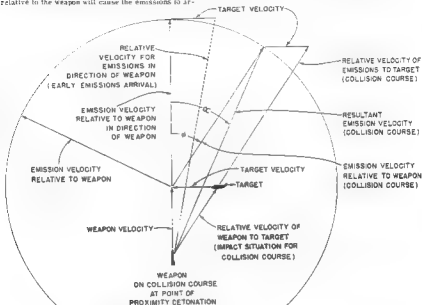 relative to the weapon will cause the emissions to ar-
TARGET VELOCITY
RELATIVE
VELOCITY FOR
EMISSIONS IN
DIRECTION OF WEAPON
(EARLY EMISSIONS ARRIVAL)
EMISSION VELOCITY
RELATIVE TO WEAPON
IN DIRECTION
OF WEAPON
EMISSION VELOCITY
RELATIVE TO WEAPON
WEAPON VELOCITY
RELATIVE VELOCITY OF
EMISSIONS TO TARGET
(COLLISION COURSE)
RESULTANT
EMISSION VELOCITY
(COLLISION COURSE)
EMISSION VELOCITY
RELATIVE TO WEAPON
(COLLISION COURSE)
TARGET VELOCITY
TARGET
RELATIVE VELOCITY OF
WEAPON TO TARGET
(IMPACT SITUATION FOR
COLLISION COURSE)
WEAPON
ON COLLISION COURSE
AT POINT OF
PROXIMITY DETONATION